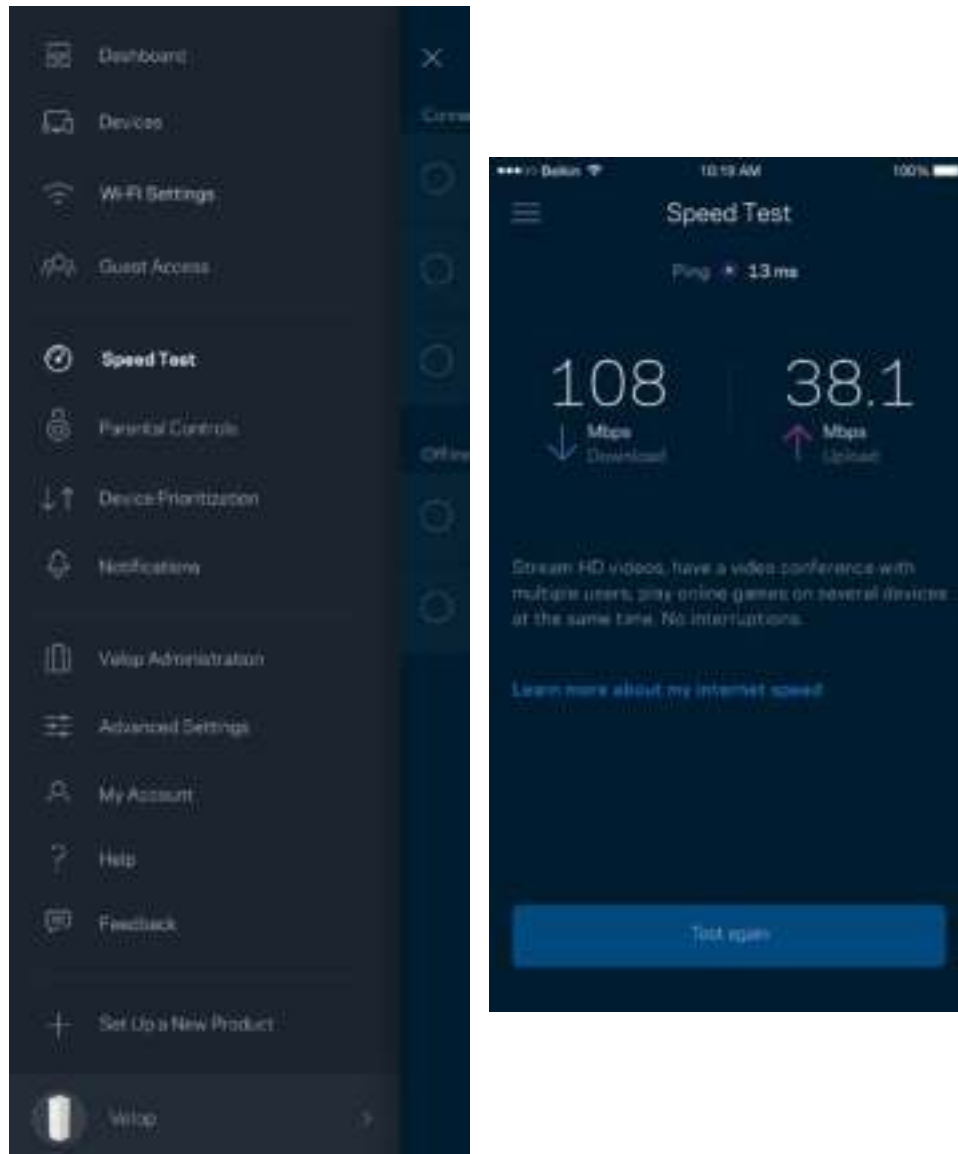 Dashboard
Devices
Wi-Fi Settings
Guest Access
Speed Test
Parental Controls
Device Prioritization
Notifications
Velop Administration
Advanced Settings
My Account
Help
Feedback
Set Up a New Product
Velop
Conne
Offline
Belkin
10:19 AM
100%
Speed Test
Ping 13 ms
108
Mbps
Download
38.1
Mbps
Upload
Stream HD videos, have a video conference with
multiple users, play online games on several devices
at the same time. No interruptions.
Learn more about my internet speed
Test again